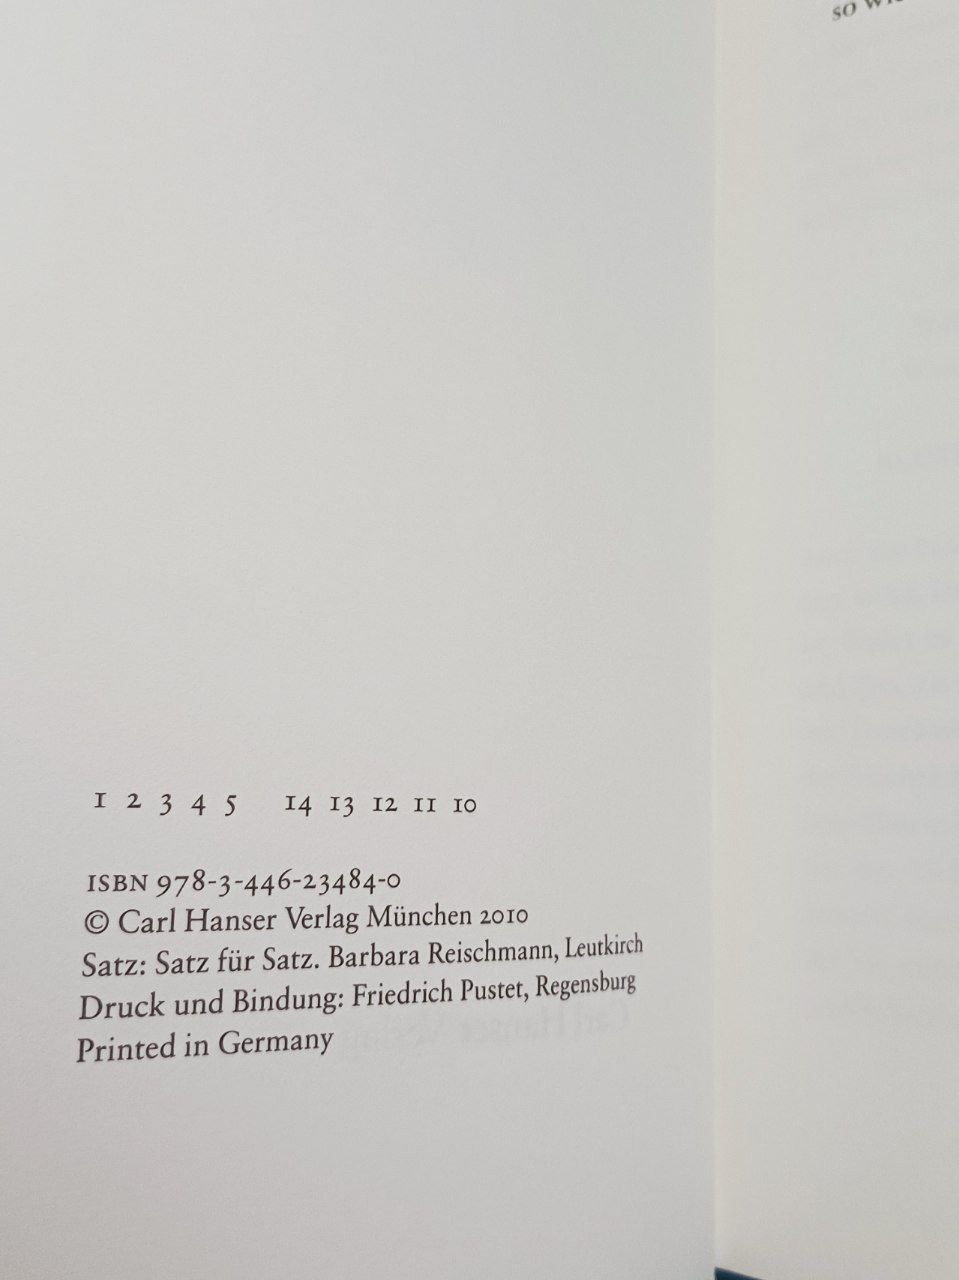 1 2 3 4 5 14 13 12 11 10
ISBN 978-3-446-23484-0
© Carl Hanser Verlag München 2010
Satz: Satz für Satz. Barbara Reischmann, Leutkirch
Druck und Bindung: Friedrich Pustet, Regensburg
Printed in Germany
so